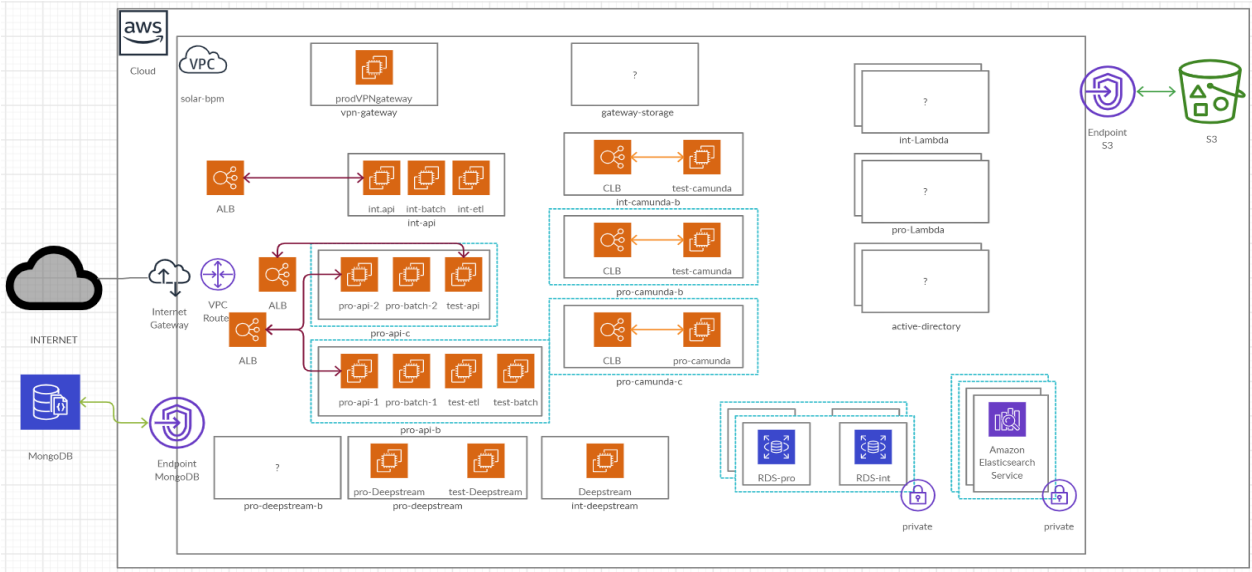 aws
Cloud
VPC
solar-bpm
prodVPNgateway
vpn-gateway
?
gateway-storage
?
int-Lambda
Endpoint
S3
S3
ALB
int.api
int-batch
int-etl
int-api
CLB
test-camunda
int-camunda-b
?
pro-Lambda
CLB
test-camunda
pro-camunda-b
INTERNET
Internet
Gateway
VPC
Route
ALB
pro-api-2
pro-batch-2
test-api
pro-api-c
?
active-directory
ALB
CLB
pro-camunda
pro-camunda-c
pro-api-1
pro-batch-1
test-etl
test-batch
pro-api-b
MongoDB
Endpoint
MongoDB
?
pro-deepstream-b
pro-Deepstream
test-Deepstream
pro-deepstream
Deepstream
int-deepstream
RDS-pro
RDS-int
private
Amazon
Elasticsearch
Service
private